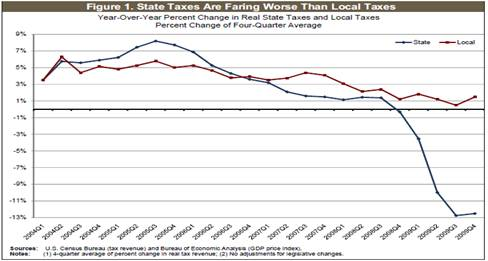 Figure 1. State Taxes Are Faring Worse Than Local Taxes
Year-Over-Year Percent Change in Real State Taxes and Local Taxes
Percent Change of Four-Quarter Average
State
Local
9%
7%
5%
3%
1%
-1%
-3%
-5%
-7%
-9%
-11%
-13%
2004Q1 2004Q2 2004Q3 2004Q4 2005Q1 2005Q2 2005Q3 2005Q4 2006Q1 2006Q2 2006Q3 2006Q4 2007Q1 2007Q2 2007Q3 2007Q4 2008Q1 2008Q2 2008Q3 2008Q4 2009Q1 2009Q2 2009Q3 2009Q4
Sources: U.S. Census Bureau (tax revenue) and Bureau of Economic Analysis (GDP price index).
Notes: (1) 4-quarter average of percent change in real tax revenue; (2) No adjustments for legislative changes.